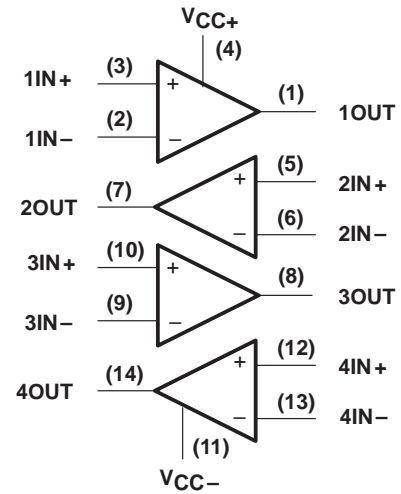 VCC+
(4)
1IN+ (3) +
(1) 1OUT
1IN− (2) −
(5) 2IN+ +
2OUT (7)
(6) 2IN− −
3IN+ (10) +
(8) 3OUT
3IN− (9) −
(12) 4IN+ +
4OUT (14)
(13) 4IN− −
(11)
VCC−